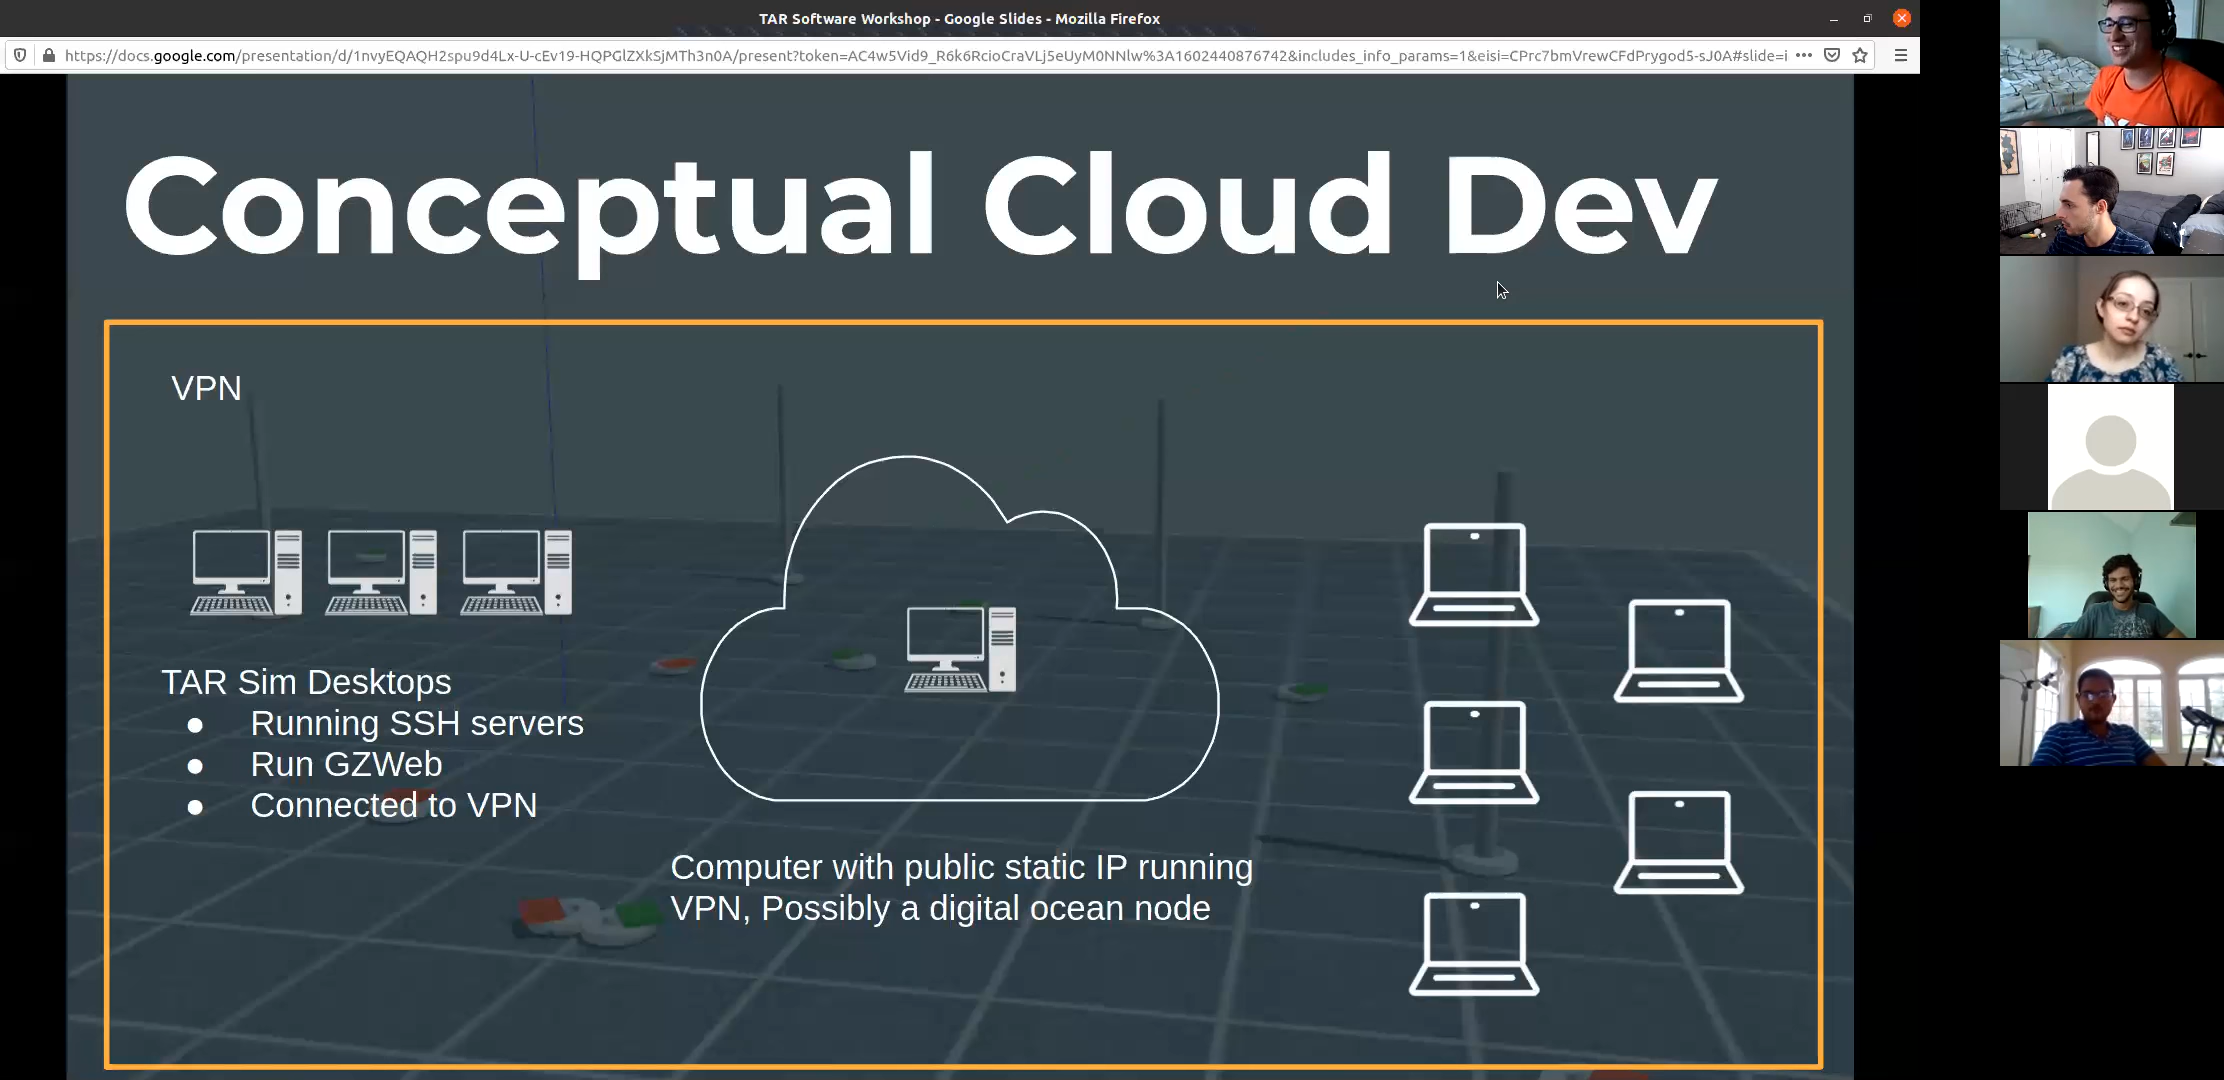 TAR Software Workshop - Google Slides - Mozilla Firefox
https://docs.google.com/presentation/d/1nvyEQAQH2spu9d4Lx-U-cEv19-HQPGlZXkSjMTh3n0A/present?token=AC4w5Vid9_R6k6RcioCraVLj5eUyM0NNlw%3A1602440876742&includes_info_params=1&eisi=CPrc7bmVrewCFdPrygod5-sJ0A#slide=i
Conceptual Cloud Dev
VPN
TAR Sim Desktops
● Running SSH servers
● Run GZWeb
● Connected to VPN
Computer with public static IP running
VPN, Possibly a digital ocean node